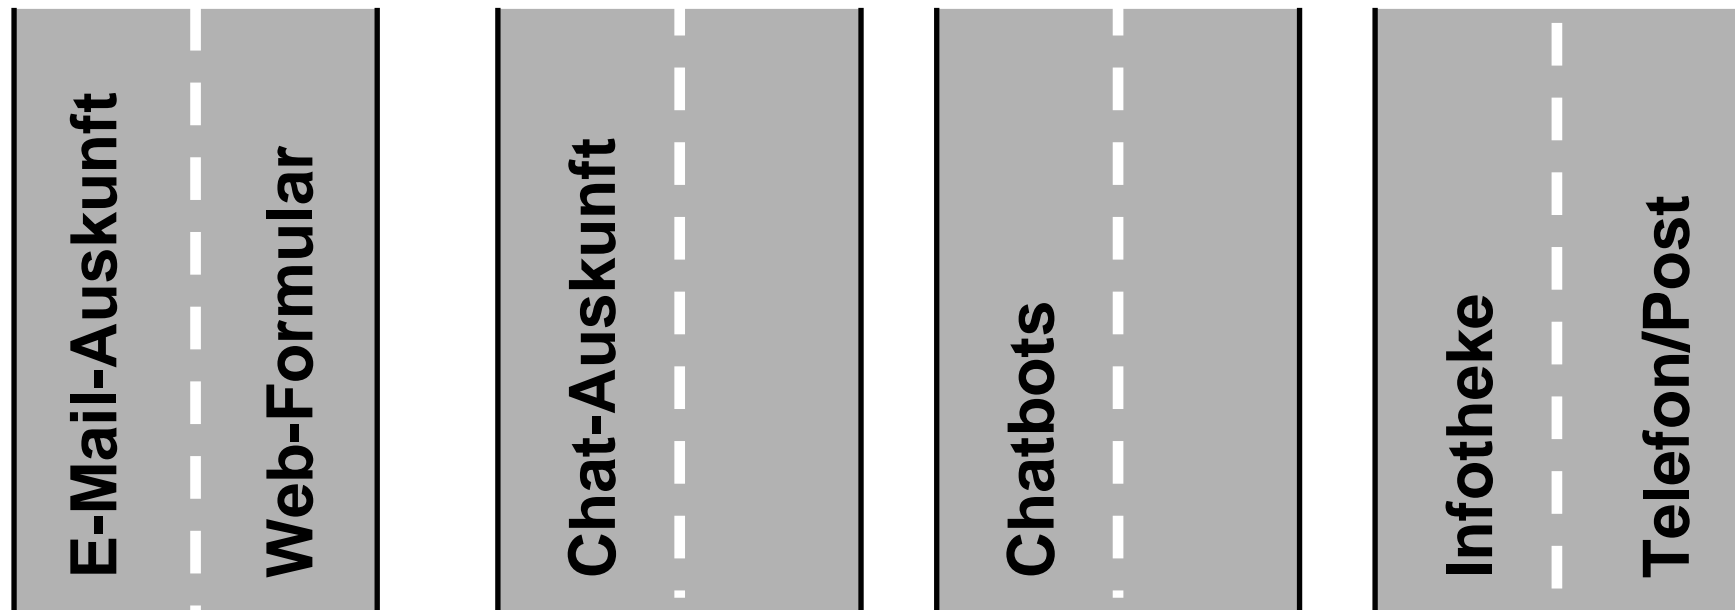 E-Mail-Auskunft
Web-Formular
Chat-Auskunft
Chatbots
Infotheke
Telefon/Post